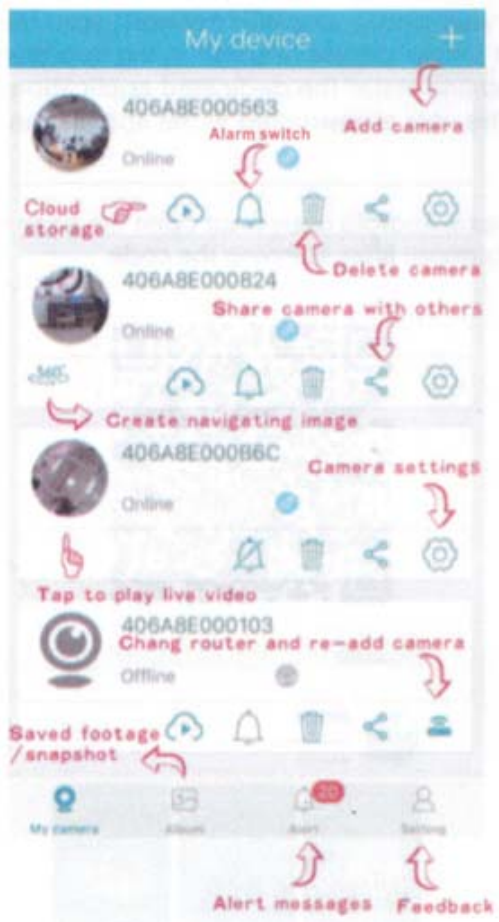 My device
+
406A8E000563
Add camera
Alarm switch
Online
Cloud
storage
Delete camera
406A8E000824
Share camera with others
Online
360°
Create navigating image
406A8E000B6C
Camera settings
Online
Tap to play live video
406A8E000103
Chang router and re-add camera
Offline
Saved footage
/snapshot
20
My camera
Album
Alert
Setting
Alert messages
Feedback